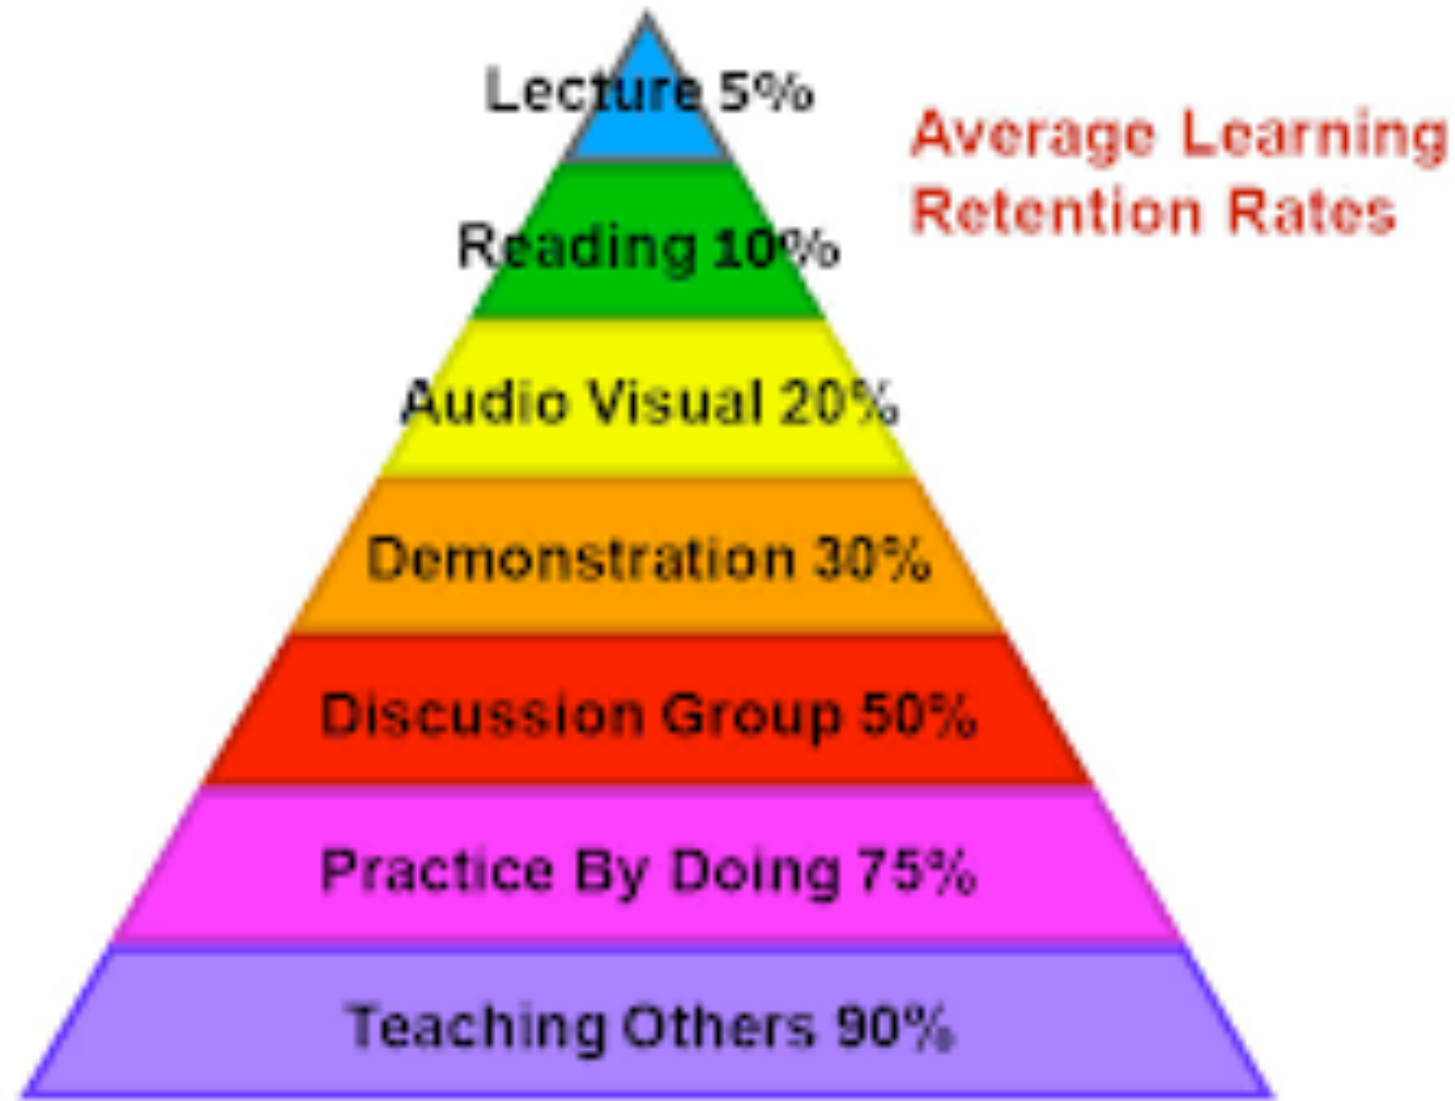 Lecture 5%
Average Learning
Retention Rates
Reading 10%
Audio Visual 20%
Demonstration 30%
Discussion Group 50%
Practice By Doing 75%
Teaching Others 90%